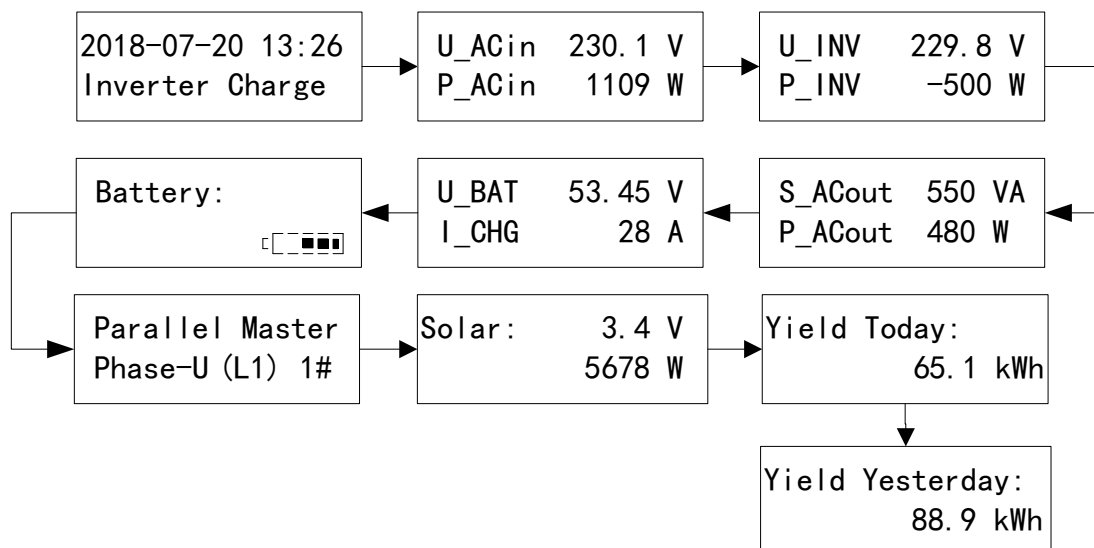 2018-07-20 13:26
Inverter Charge
U_ACin 230.1 V
P_ACin 1109 W
U_INV 229.8 V
P_INV -500 W
S_ACout 550 VA
P_ACout 480 W
U_BAT 53.45 V
I_CHG 28 A
Battery:
Parallel Master
Phase-U(L1) 1#
Solar: 3.4 V
5678 W
Yield Today:
65.1 kWh
Yield Yesterday:
88.9 kWh